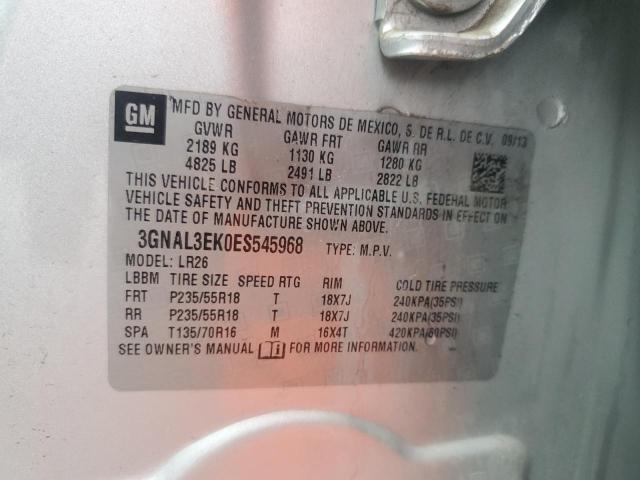 GM
MFD BY GENERAL MOTORS DE MEXICO, S. DE R.L. DE C.V. 09/13
GVWR GAWR FRT GAWR RR
2189 KG 1130 KG 1280 KG
4825 LB 2491 LB 2822 LB
THIS VEHICLE CONFORMS TO ALL APPLICABLE U.S. FEDERAL MOTOR
VEHICLE SAFETY AND THEFT PREVENTION STANDARDS IN EFFECT ON
THE DATE OF MANUFACTURE SHOWN ABOVE.
3GNAL3EK0ES545968 TYPE: M.P.V.
MODEL: LR26
LBBM TIRE SIZE SPEED RTG RIM COLD TIRE PRESSURE
FRT P235/55R18 T 18X7J 240KPA(35PSI)
RR P235/55R18 T 18X7J 240KPA(35PSI)
SPA T135/70R16 M 16X4T 420KPA(60PSI)
SEE OWNER'S MANUAL FOR MORE INFORMATION.